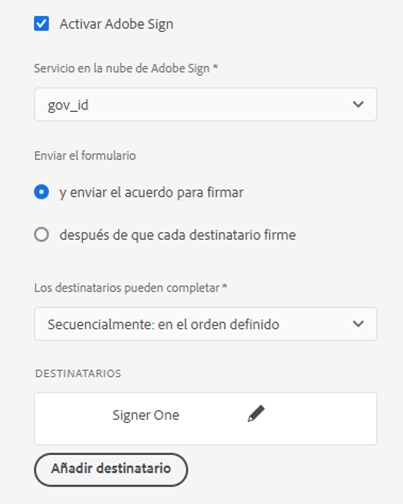 Activar Adobe Sign
Servicio en la nube de Adobe Sign *
gov_id
Enviar el formulario
y enviar el acuerdo para firmar
después de que cada destinatario firme
Los destinatarios pueden completar *
Secuencialmente: en el orden definido
DESTINATARIOS
Signer One
Añadir destinatario